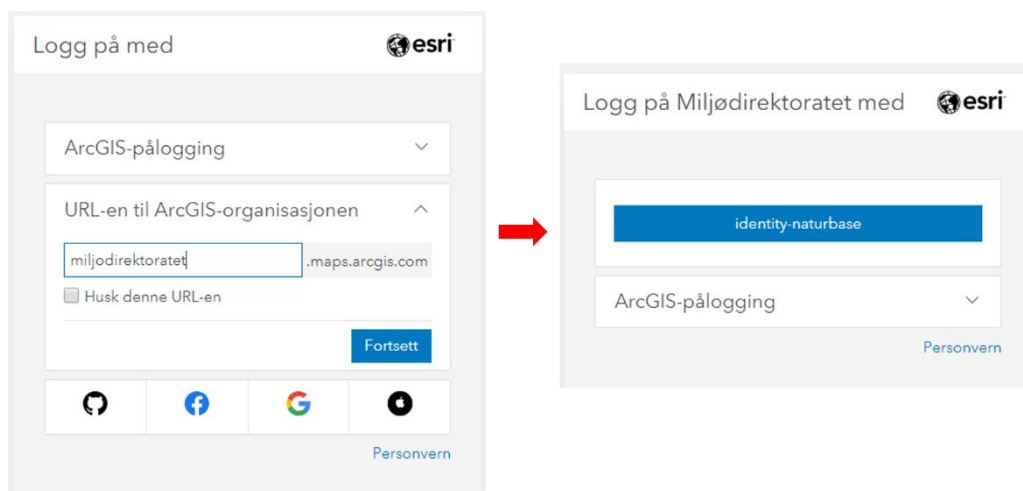 Logg på med
esri
ArcGIS-pålogging
URL-en til ArcGIS-organisasjonen
miljodirektoratet
.maps.arcgis.com
Husk denne URL-en
Fortsett
Personvern
Logg på Miljødirektoratet med
esri
identity-naturbase
ArcGIS-pålogging
Personvern